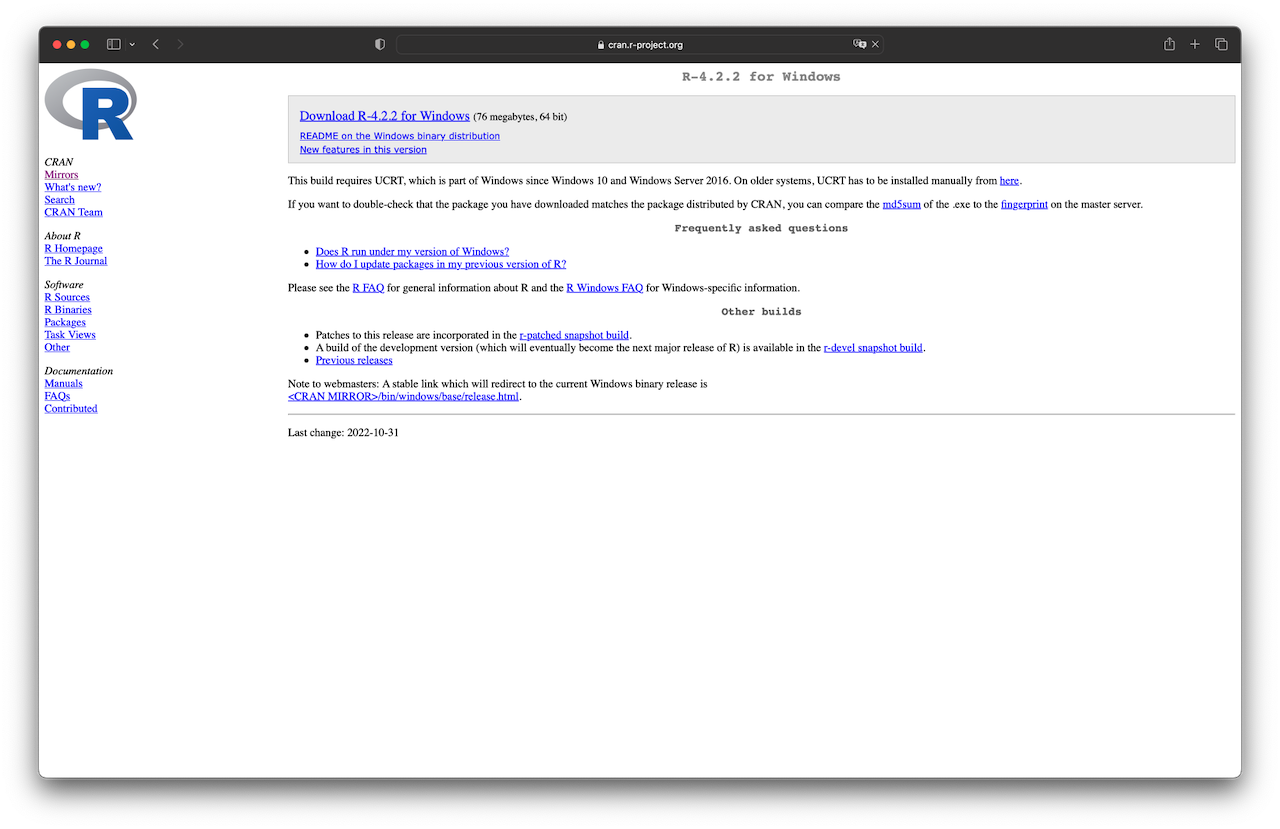 cran.r-project.org
R
CRAN
Mirrors
What's new?
Search
CRAN Team
About R
R Homepage
The R Journal
Software
R Sources
R Binaries
Packages
Task Views
Other
Documentation
Manuals
FAQs
Contributed
R-4.2.2 for Windows
Download R-4.2.2 for Windows (76 megabytes, 64 bit)
README on the Windows binary distribution
New features in this version
This build requires UCRT, which is part of Windows since Windows 10 and Windows Server 2016. On older systems, UCRT has to be installed manually from here.
If you want to double-check that the package you have downloaded matches the package distributed by CRAN, you can compare the md5sum of the .exe to the fingerprint on the master server.
Frequently asked questions
• Does R run under my version of Windows?
• How do I update packages in my previous version of R?
Please see the R FAQ for general information about R and the R Windows FAQ for Windows-specific information.
Other builds
• Patches to this release are incorporated in the r-patched snapshot build.
• A build of the development version (which will eventually become the next major release of R) is available in the r-devel snapshot build.
• Previous releases
Note to webmasters: A stable link which will redirect to the current Windows binary release is
<CRAN MIRROR>/bin/windows/base/release.html.
Last change: 2022-10-31